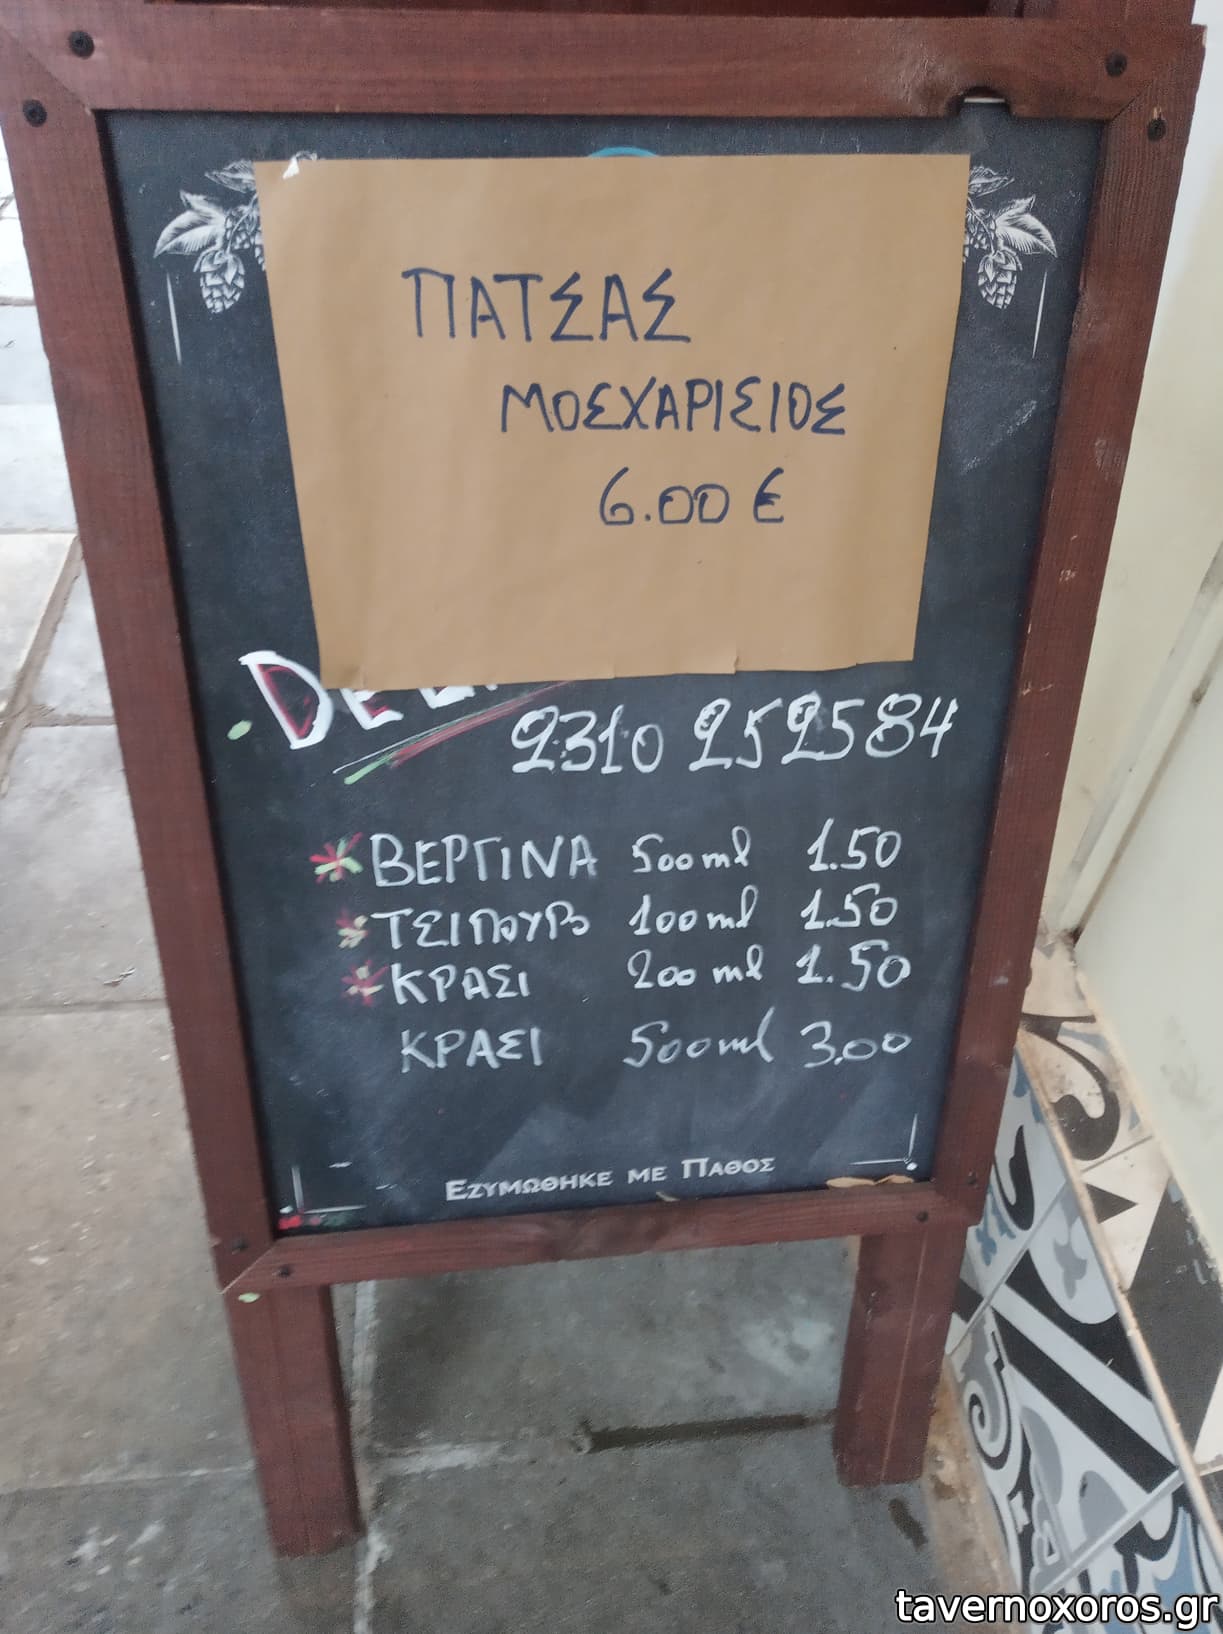 ΠΑΤΣΑΣ
ΜΟΣΧΑΡΙΣΙΟΣ
6.00 €
2310 252584
ΒΕΡΓΙΝΑ 500ml 1.50
ΤΣΙΠΟΥΡΟ 100ml 1.50
ΚΡΑΣΙ 200ml 1.50
ΚΡΑΣΙ 500ml 3.00
ΕΖΥΜΩΘΗΚΕ ΜΕ ΠΑΘΟΣ
tavernoxoros.gr